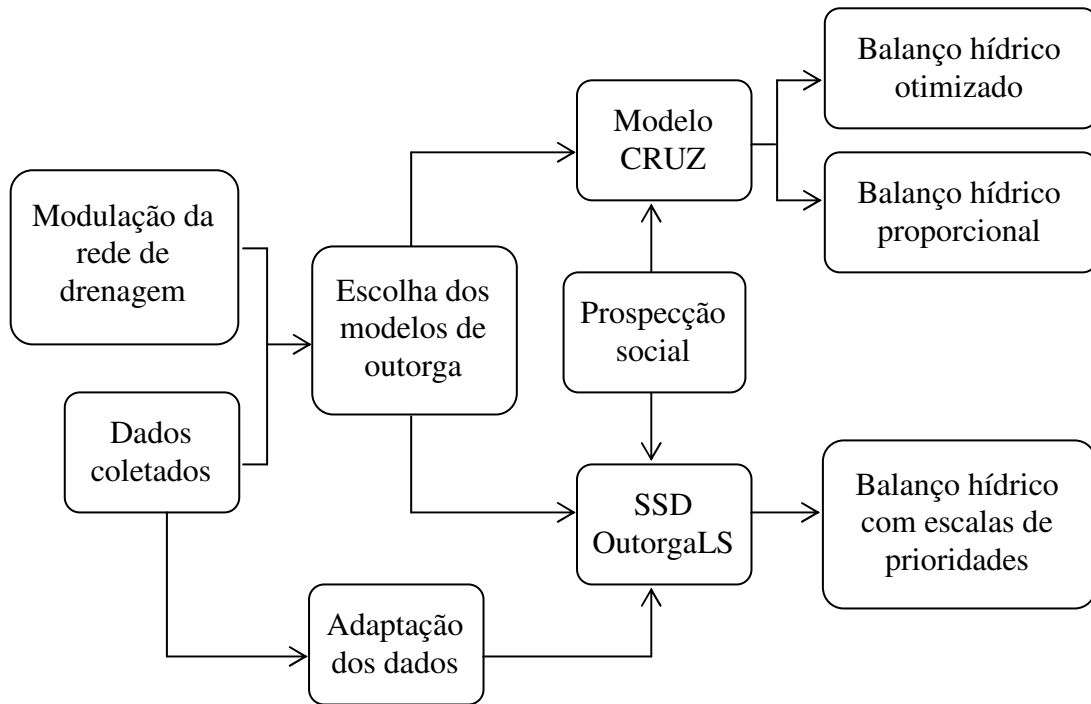 Modulação da
rede de
drenagem
Dados
coletados
Escolha dos
modelos de
outorga
Adaptação
dos dados
Modelo
CRUZ
Prospecção
social
SSD
OutorgaLS
Balanço hídrico
otimizado
Balanço hídrico
proporcional
Balanço hídrico
com escalas de
prioridades